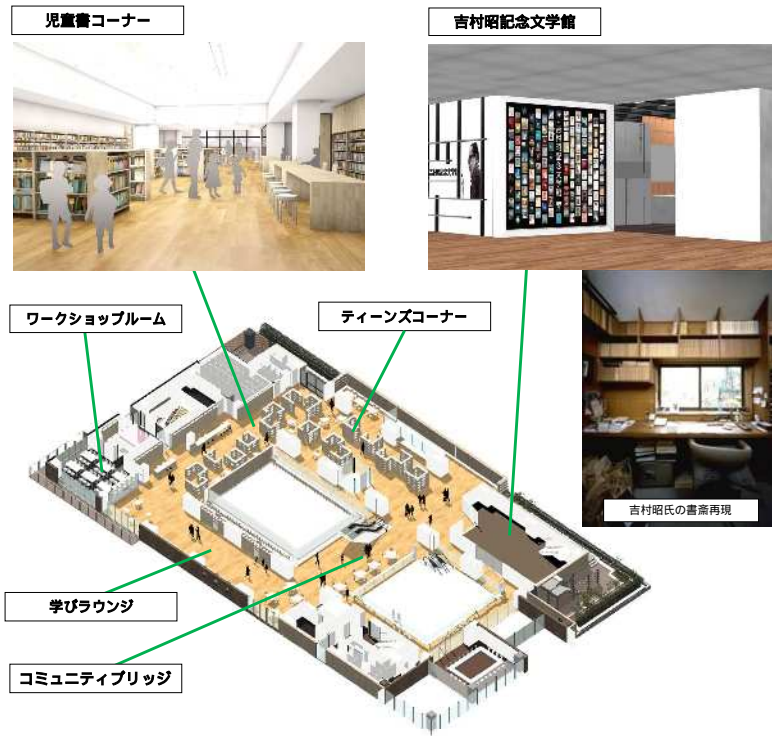 児童書コーナー
吉村昭記念文学館
ワークショップルーム
ティーンズコーナー
吉村昭氏の書斎再現
学びラウンジ
コミュニティブリッジ